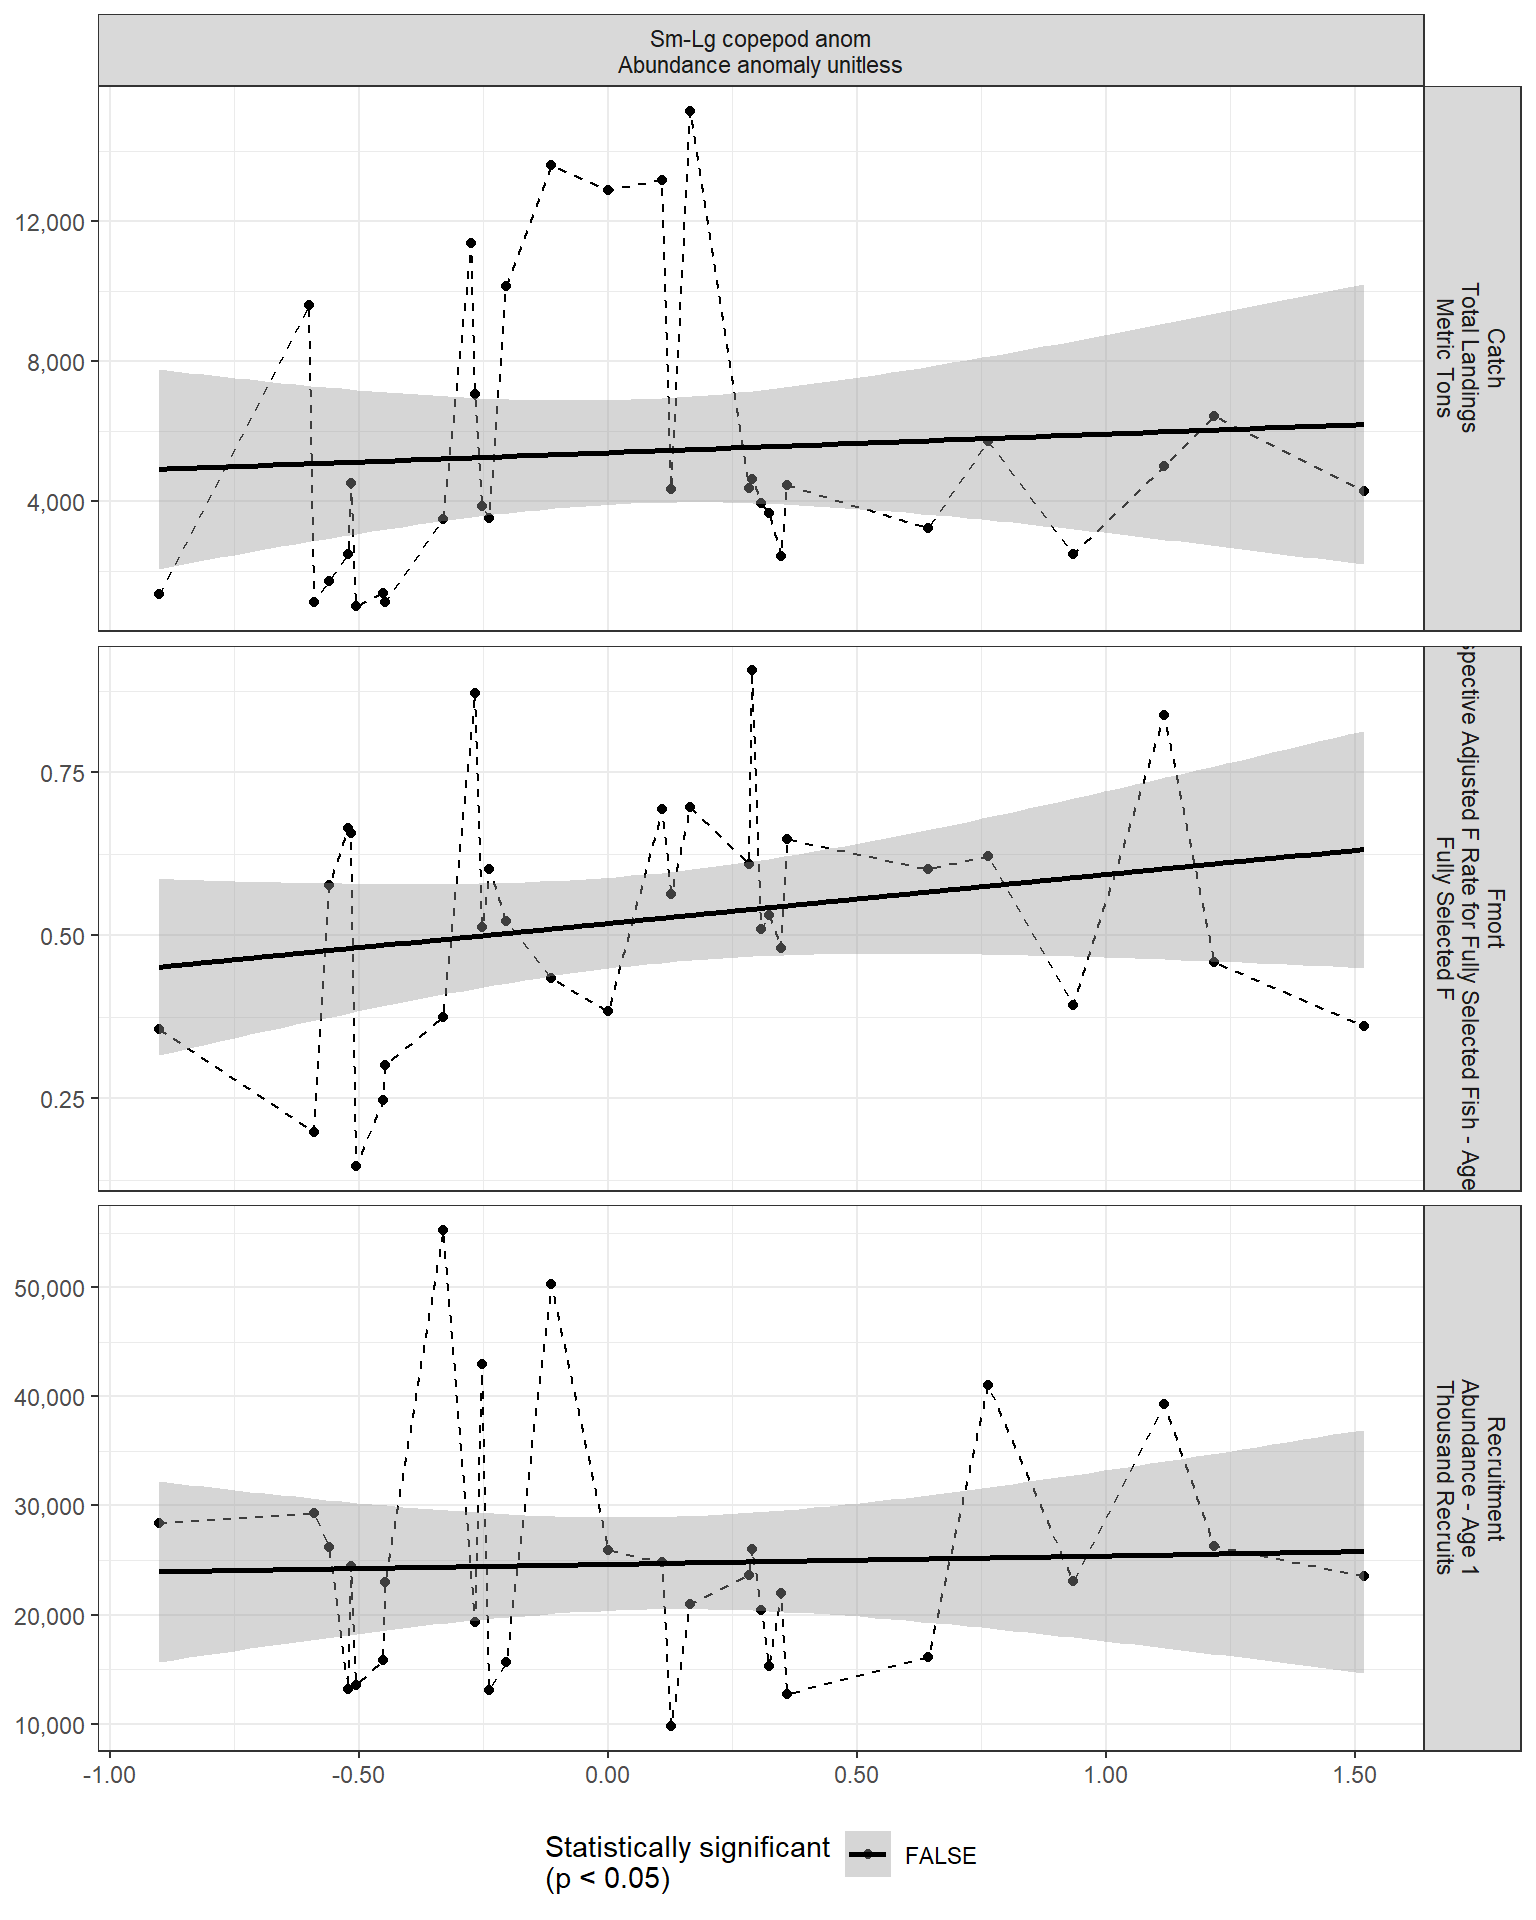 Sm-Lg copepod anom
Abundance anomaly unitless
12,000
8,000
4,000
Catch
Total Landings
Metric Tons
0.75
0.50
0.25
Fmort
spective Adjusted F Rate for Fully Selected Fish - Age
Fully Selected F
50,000
40,000
30,000
20,000
10,000
Recruitment
Abundance - Age 1
Thousand Recruits
-1.00 -0.50 0.00 0.50 1.00 1.50
Statistically significant
(p < 0.05)
FALSE